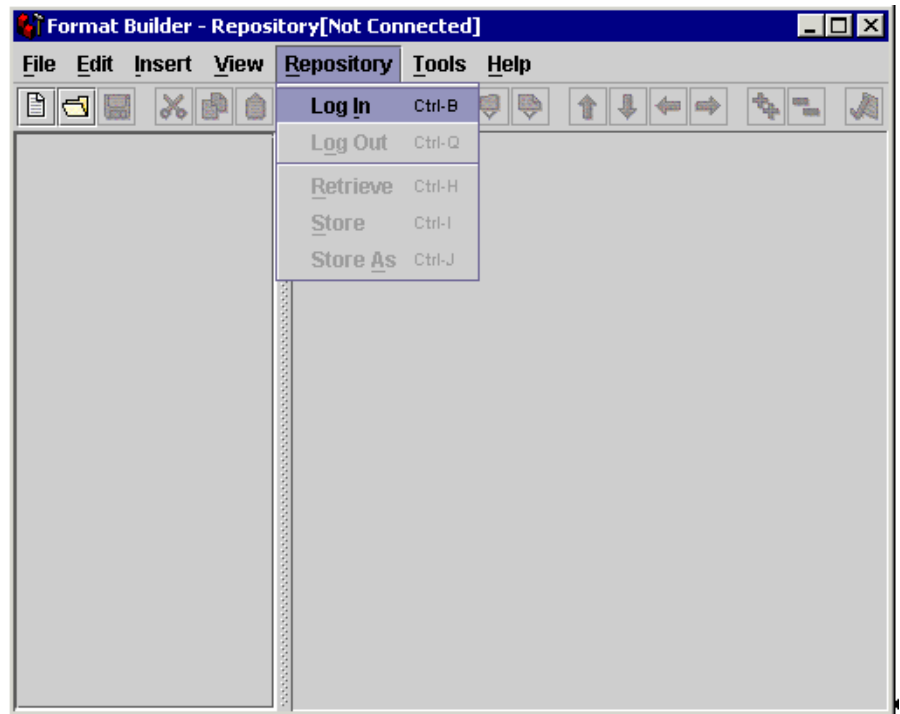 Format Builder - Repository[Not Connected]
File Edit Insert View Repository Tools Help
Log In Ctrl-B
Log Out Ctrl-Q
Retrieve Ctrl-H
Store Ctrl-I
Store As Ctrl-J